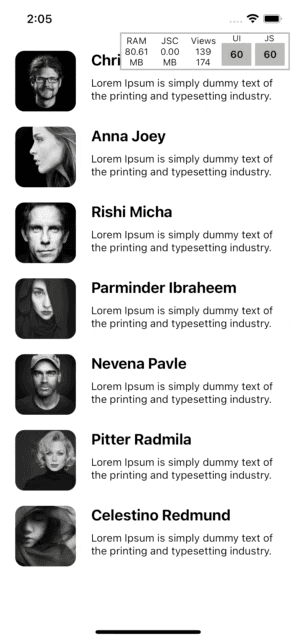 2:05
RAM
80.61
MB
JSC
0.00
MB
Views
139
174
UI
60
JS
60
Lorem Ipsum is simply dummy text of
the printing and typesetting industry.
Anna Joey
Lorem Ipsum is simply dummy text of
the printing and typesetting industry.
Rishi Micha
Lorem Ipsum is simply dummy text of
the printing and typesetting industry.
Parminder Ibraheem
Lorem Ipsum is simply dummy text of
the printing and typesetting industry.
Nevena Pavle
Lorem Ipsum is simply dummy text of
the printing and typesetting industry.
Pitter Radmila
Lorem Ipsum is simply dummy text of
the printing and typesetting industry.
Celestino Redmund
Lorem Ipsum is simply dummy text of
the printing and typesetting industry.